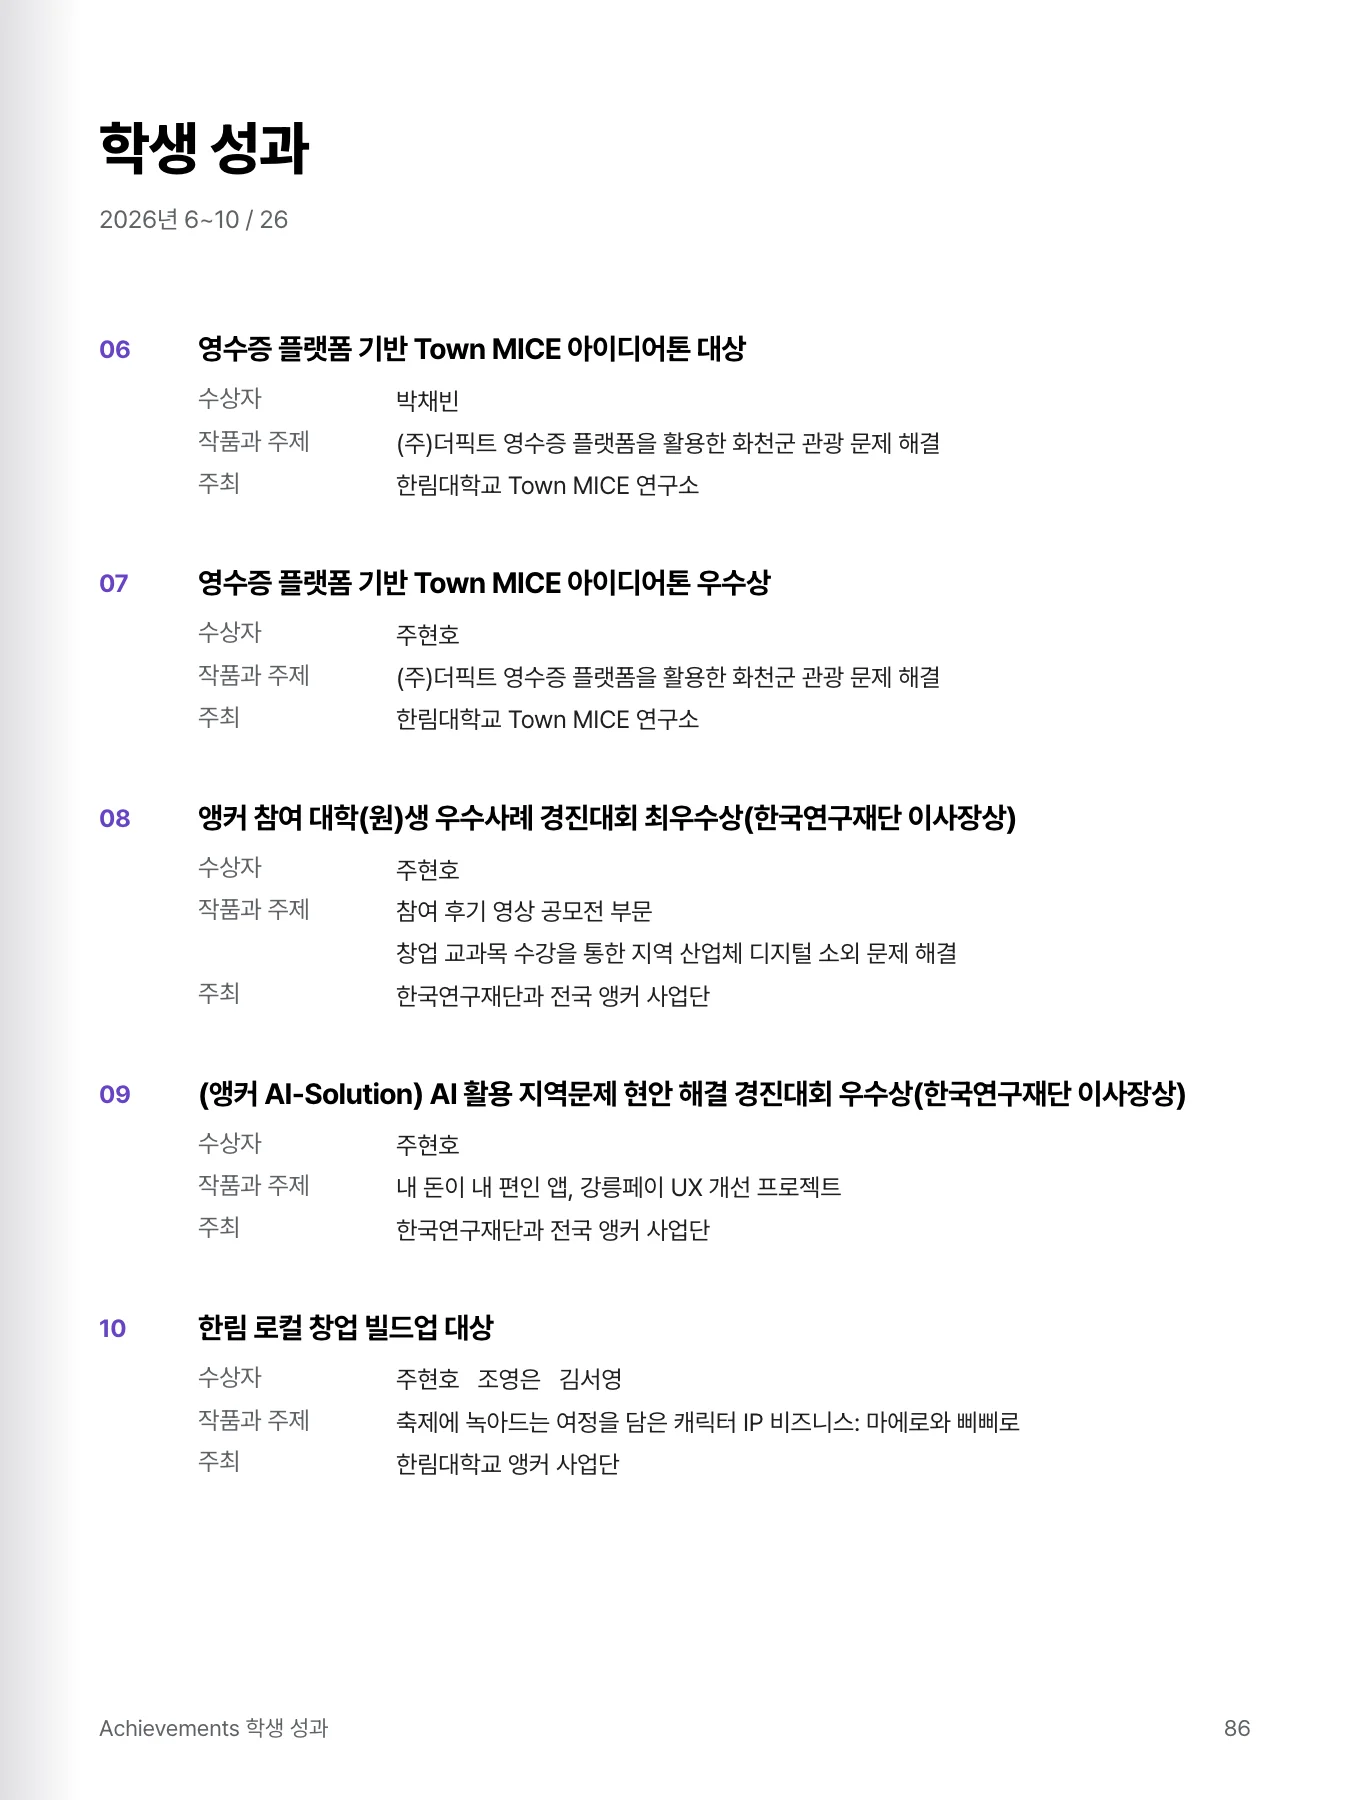 학생 성과
2026년 6~10 / 26
06 영수증 플랫폼 기반 Town MICE 아이디어톤 대상
수상자 박채빈
작품과 주제 (주)더픽트 영수증 플랫폼을 활용한 화천군 관광 문제 해결
주최 한림대학교 Town MICE 연구소
07 영수증 플랫폼 기반 Town MICE 아이디어톤 우수상
수상자 주현호
작품과 주제 (주)더픽트 영수증 플랫폼을 활용한 화천군 관광 문제 해결
주최 한림대학교 Town MICE 연구소
08 앵커 참여 대학(원)생 우수사례 경진대회 최우수상(한국연구재단 이사장상)
수상자 주현호
작품과 주제 참여 후기 영상 공모전 부문
창업 교과목 수강을 통한 지역 산업체 디지털 소외 문제 해결
주최 한국연구재단과 전국 앵커 사업단
09 (앵커 AI-Solution) AI 활용 지역문제 현안 해결 경진대회 우수상(한국연구재단 이사장상)
수상자 주현호
작품과 주제 내 돈이 내 편인 앱, 강릉페이 UX 개선 프로젝트
주최 한국연구재단과 전국 앵커 사업단
10 한림 로컬 창업 빌드업 대상
수상자 주현호 조영은 김서영
작품과 주제 축제에 녹아드는 여정을 담은 캐릭터 IP 비즈니스: 마에로와 삐삐로
주최 한림대학교 앵커 사업단
Achievements 학생 성과 86